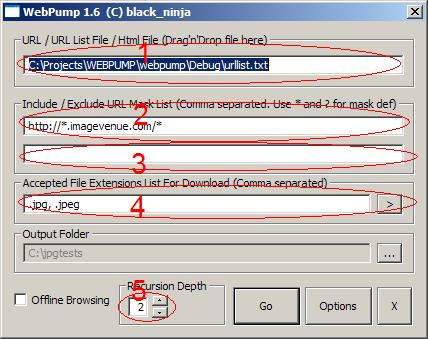 WebPump 1.6 (C) black_ninja
URL / URL List File / Html File (Drag'n'Drop file here)
1
C:\Projects\WEBPUMP\webpump\Debug\urllist.txt
Include / Exclude URL Mask List (Comma separated. Use * and ? for mask def)
2
http://*.imagevenue.com/*
3
Accepted File Extensions List For Download (Comma separated)
4
.jpg, .jpeg
>
Output Folder
C:\jpgtests
...
5
Recursion Depth
Offline Browsing
2
Go
Options
X